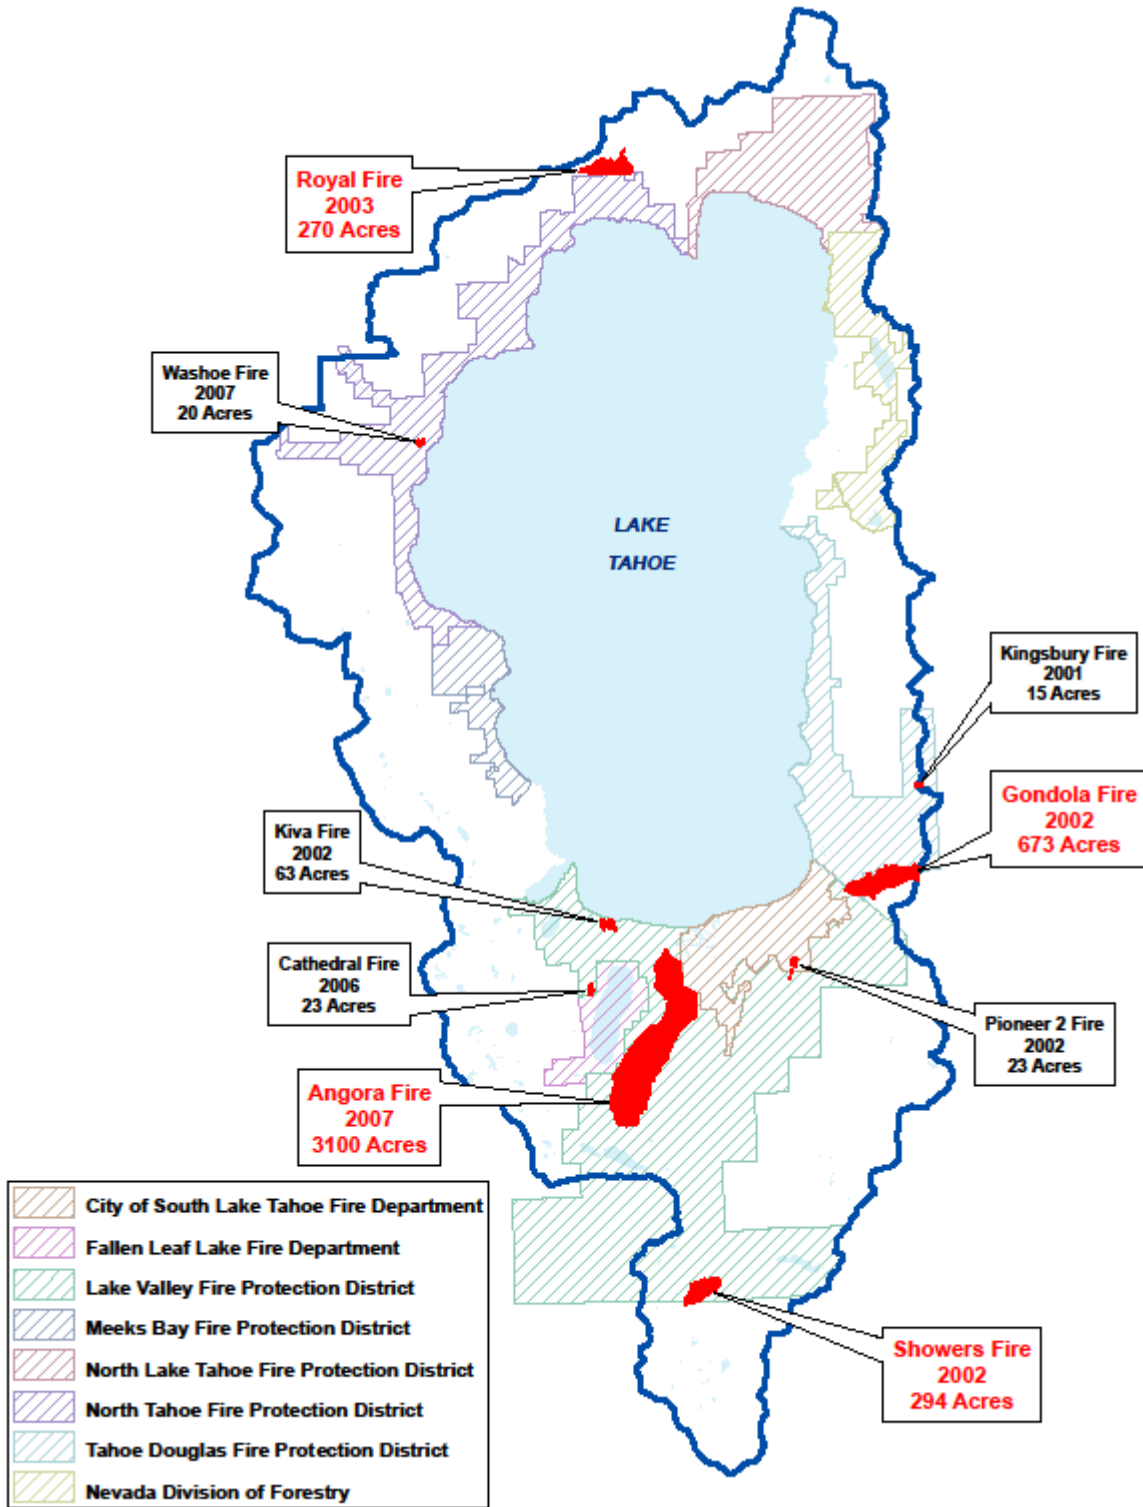 Royal Fire
2003
270 Acres
Washoe Fire
2007
20 Acres
LAKE
TAHOE
Kingsbury Fire
2001
15 Acres
Gondola Fire
2002
673 Acres
Kiva Fire
2002
63 Acres
Cathedral Fire
2006
23 Acres
Pioneer 2 Fire
2002
23 Acres
Angora Fire
2007
3100 Acres
City of South Lake Tahoe Fire Department
Fallen Leaf Lake Fire Department
Lake Valley Fire Protection District
Meeks Bay Fire Protection District
North Lake Tahoe Fire Protection District
North Tahoe Fire Protection District
Tahoe Douglas Fire Protection District
Nevada Division of Forestry
Showers Fire
2002
294 Acres